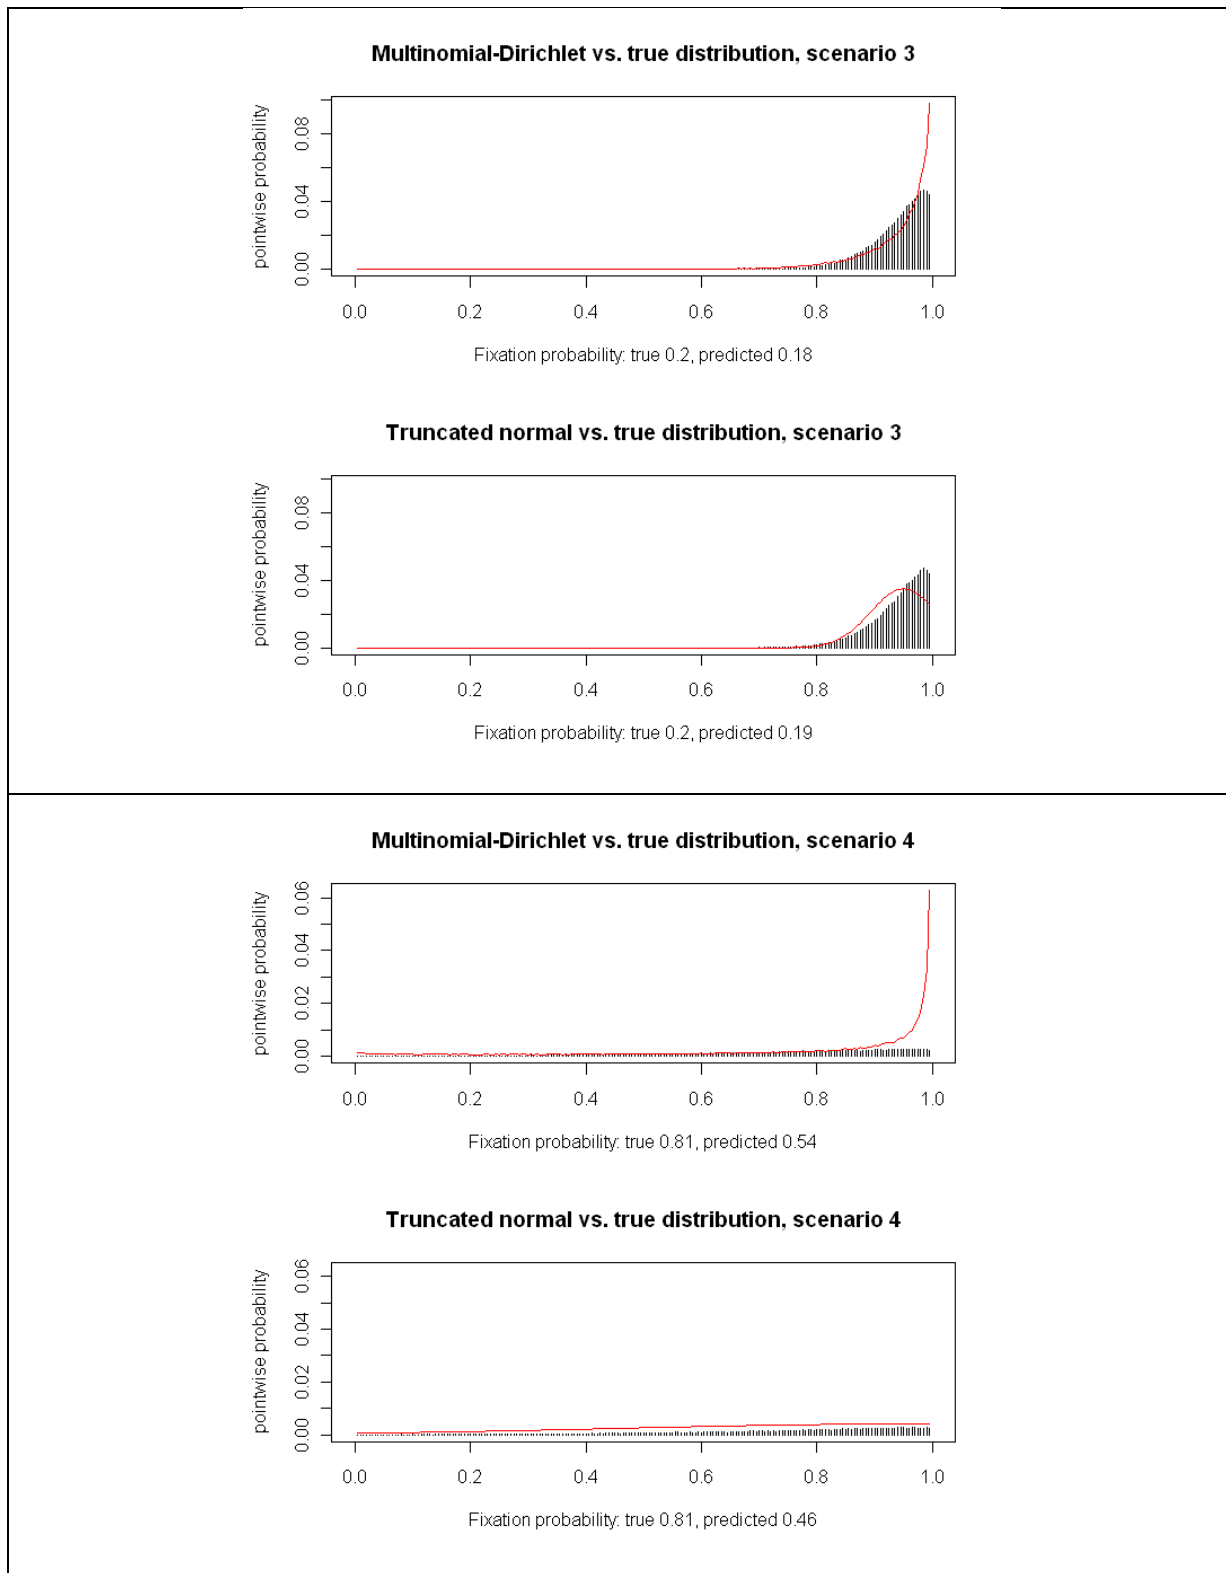 Multinomial-Dirichlet vs. true distribution, scenario 3
pointwise probability
0.00 0.04 0.08
0.0 0.2 0.4 0.6 0.8 1.0
Fixation probability: true 0.2, predicted 0.18
Truncated normal vs. true distribution, scenario 3
pointwise probability
0.00 0.04 0.08
0.0 0.2 0.4 0.6 0.8 1.0
Fixation probability: true 0.2, predicted 0.19
Multinomial-Dirichlet vs. true distribution, scenario 4
pointwise probability
0.00 0.02 0.04 0.06
0.0 0.2 0.4 0.6 0.8 1.0
Fixation probability: true 0.81, predicted 0.54
Truncated normal vs. true distribution, scenario 4
pointwise probability
0.00 0.02 0.04 0.06
0.0 0.2 0.4 0.6 0.8 1.0
Fixation probability: true 0.81, predicted 0.46